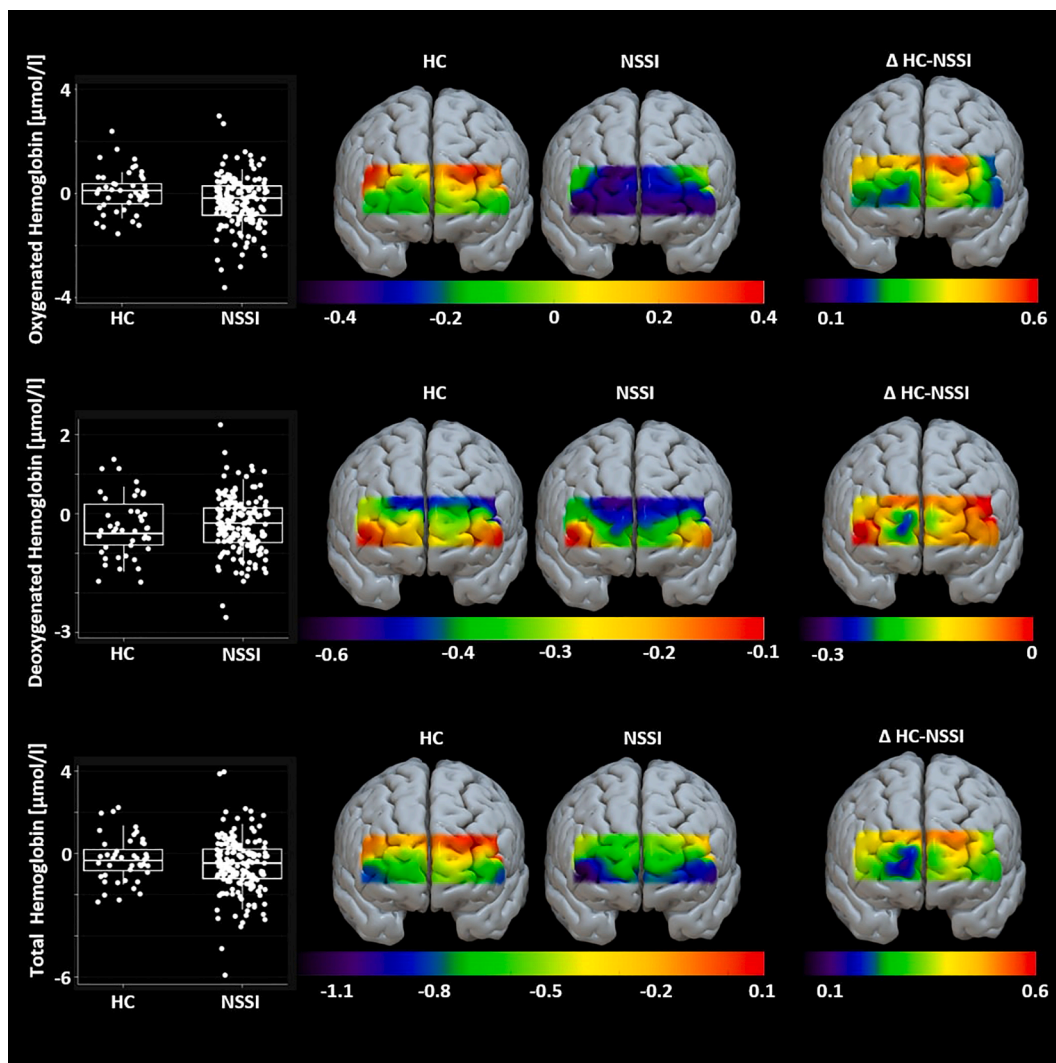 HC NSSI Δ HC-NSSI
Oxygenated Hemoglobin [μmol/l]
4
0
-4
HC NSSI
-0.4 -0.2 0 0.2 0.4
0.1 0.6
HC NSSI Δ HC-NSSI
Deoxygenated Hemoglobin [μmol/l]
2
0
-3
HC NSSI
-0.6 -0.4 -0.3 -0.2 -0.1
-0.3 0
HC NSSI Δ HC-NSSI
Total Hemoglobin [μmol/l]
4
0
-6
HC NSSI
-1.1 -0.8 -0.5 -0.2 0.1
0.1 0.6